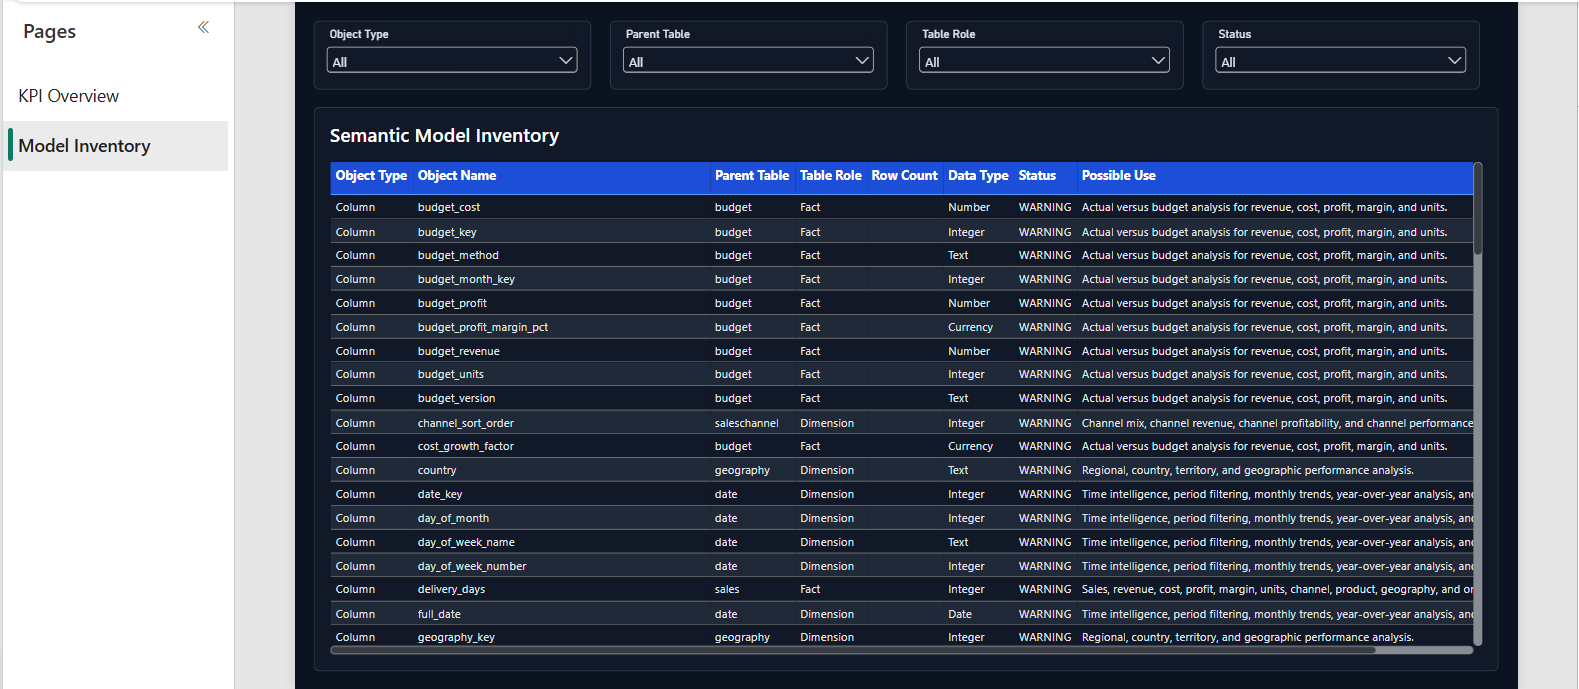 Pages
KPI Overview
Model Inventory
Object Type Parent Table Table Role Status
All All All All
Semantic Model Inventory
Object Type Object Name Parent Table Table Role Row Count Data Type Status Possible Use
Column budget_cost budget Fact Number WARNING Actual versus budget analysis for revenue, cost, profit, margin, and units.
Column budget_key budget Fact Integer WARNING Actual versus budget analysis for revenue, cost, profit, margin, and units.
Column budget_method budget Fact Text WARNING Actual versus budget analysis for revenue, cost, profit, margin, and units.
Column budget_month_key budget Fact Integer WARNING Actual versus budget analysis for revenue, cost, profit, margin, and units.
Column budget_profit budget Fact Number WARNING Actual versus budget analysis for revenue, cost, profit, margin, and units.
Column budget_profit_margin_pct budget Fact Currency WARNING Actual versus budget analysis for revenue, cost, profit, margin, and units.
Column budget_revenue budget Fact Number WARNING Actual versus budget analysis for revenue, cost, profit, margin, and units.
Column budget_units budget Fact Integer WARNING Actual versus budget analysis for revenue, cost, profit, margin, and units.
Column budget_version budget Fact Text WARNING Actual versus budget analysis for revenue, cost, profit, margin, and units.
Column channel_sort_order saleschannel Dimension Integer WARNING Channel mix, channel revenue, channel profitability, and channel performance
Column cost_growth_factor budget Fact Currency WARNING Actual versus budget analysis for revenue, cost, profit, margin, and units.
Column country geography Dimension Text WARNING Regional, country, territory, and geographic performance analysis.
Column date_key date Dimension Integer WARNING Time intelligence, period filtering, monthly trends, year-over-year analysis,
Column day_of_month date Dimension Integer WARNING Time intelligence, period filtering, monthly trends, year-over-year analysis,
Column day_of_week_name date Dimension Text WARNING Time intelligence, period filtering, monthly trends, year-over-year analysis,
Column day_of_week_number date Dimension Integer WARNING Time intelligence, period filtering, monthly trends, year-over-year analysis,
Column delivery_days sales Fact Integer WARNING Sales, revenue, cost, profit, margin, units, channel, product, geography, and
Column full_date date Dimension Date WARNING Time intelligence, period filtering, monthly trends, year-over-year analysis,
Column geography_key geography Dimension Integer WARNING Regional, country, territory, and geographic performance analysis.